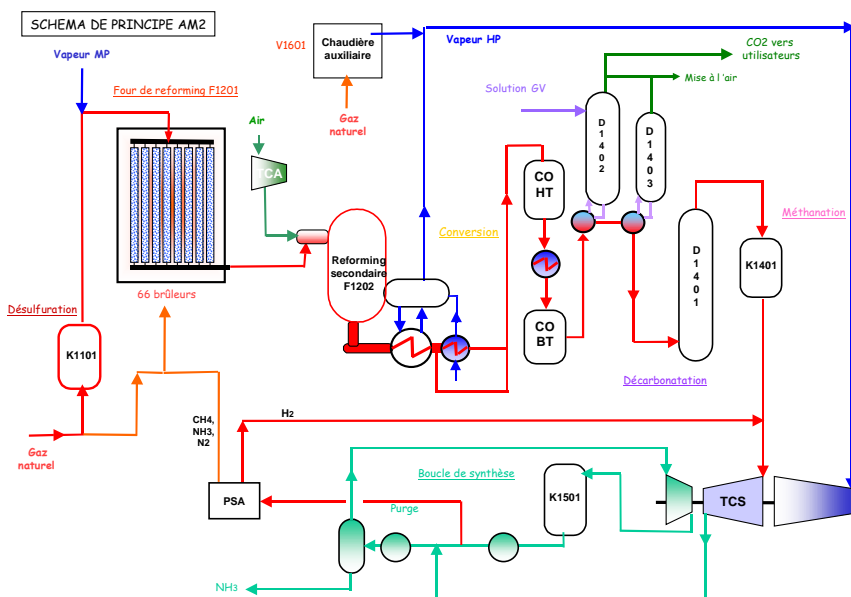 SCHEMA DE PRINCIPE AM2
Vapeur MP
V1601
Chaudière
auxiliaire
Vapeur HP
CO2 vers
utilisateurs
Mise à l'air
Four de reforming F1201
Gaz
naturel
Solution GV
Air
TCA
D
1
4
0
2
D
1
4
0
3
CO
HT
Méthanation
Conversion
Reforming
secondaire
F1202
D
1
4
0
1
K1401
66 brûleurs
Désulfuration
K1101
CO
BT
Décarbonatation
CH4,
NH3,
N2
H2
Gaz
naturel
PSA
Boucle de synthèse
K1501
TCS
Purge
NH3